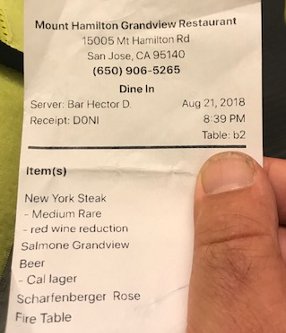 Mount Hamilton Grandview Restaurant
15005 Mt Hamilton Rd
San Jose, CA 95140
(650) 906-5265
Dine In
Server: Bar Hector D. Aug 21, 2018
Receipt: D0NI 8:39 PM
Table: b2
Item(s)
New York Steak
- Medium Rare
- red wine reduction
Salmone Grandview
Beer
- Cal lager
Scharfenberger Rose
Fire Table